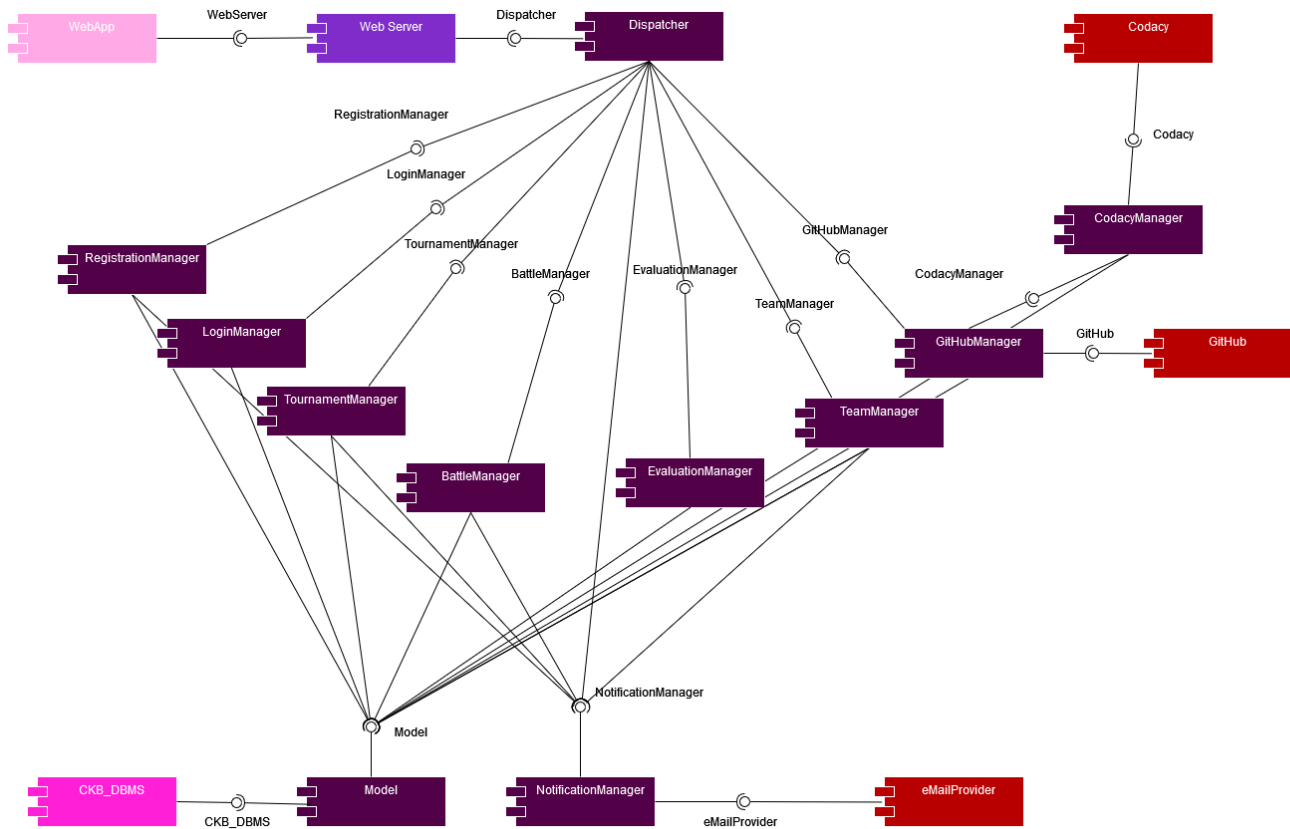 WebServer
Dispatcher
WebApp
Web Server
Dispatcher
Codacy
RegistrationManager
Codacy
LoginManager
CodacyManager
GitHubManager
TournamentManager
RegistrationManager
EvaluationManager
BattleManager
CodacyManager
TeamManager
LoginManager
GitHub
GitHubManager
GitHub
TournamentManager
TeamManager
BattleManager
EvaluationManager
NotificationManager
Model
CKB_DBMS
Model
NotificationManager
eMailProvider
CKB_DBMS
eMailProvider